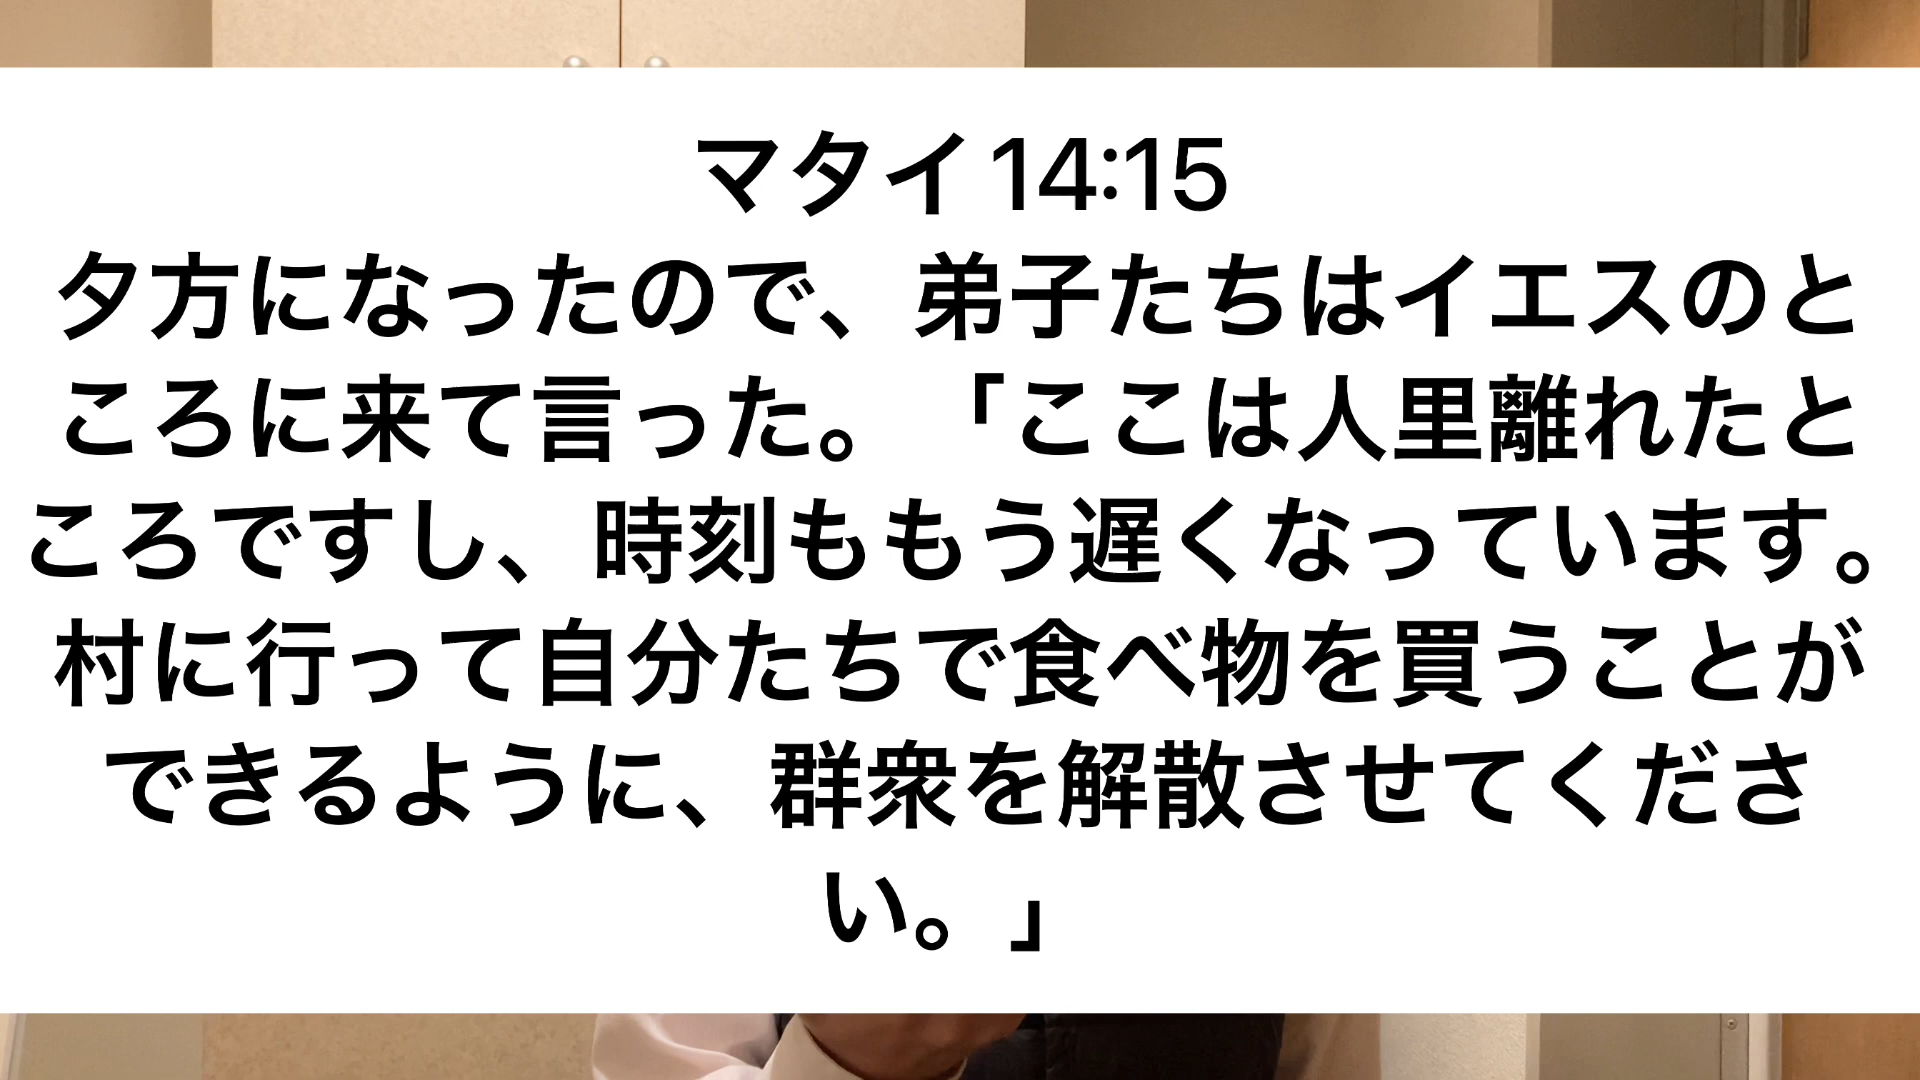 マタイ14:15
夕方になったので、弟子たちはイエスのと
ころに来て言った。「ここは人里離れたと
ころですし、時刻ももう遅くなっています。
村に行って自分たちで食べ物を買うことが
できるように、群衆を解散させてくださ
い。」